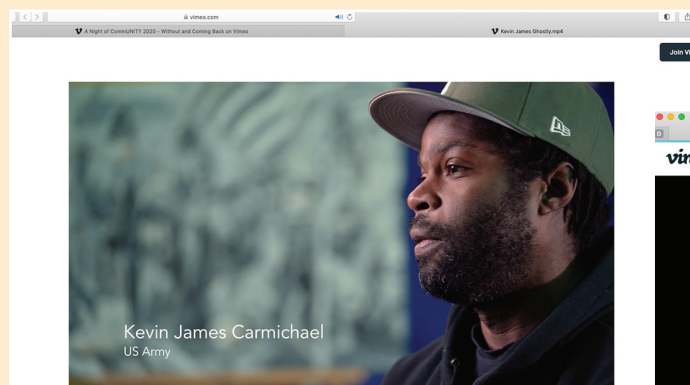 vimeo.com
A Night of CommUNITY 2020 - Without and Coming Back on Vimeo
Kevin James Ghostly.mp4
Join Vi
D
vim
Kevin James Carmichael
US Army